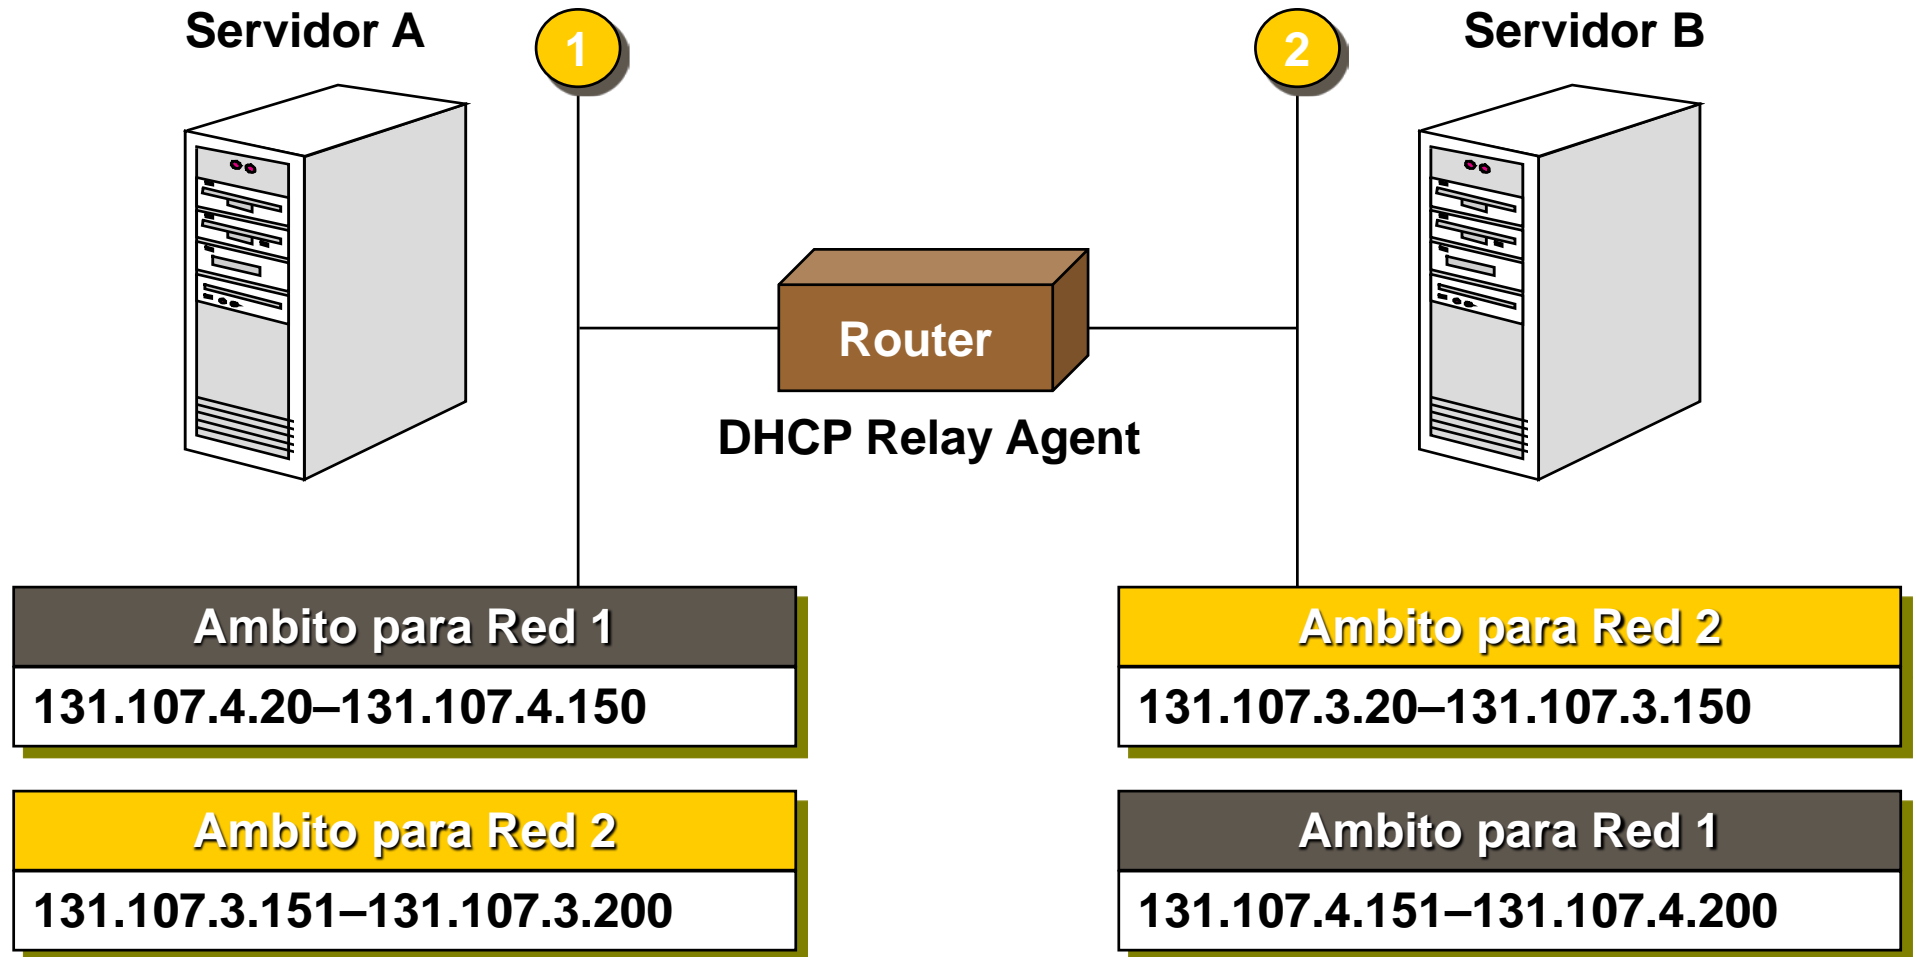 Servidor A
1
2
Servidor B
Router
DHCP Relay Agent
Ambito para Red 1
131.107.4.20–131.107.4.150
Ambito para Red 2
131.107.3.151–131.107.3.200
Ambito para Red 2
131.107.3.20–131.107.3.150
Ambito para Red 1
131.107.4.151–131.107.4.200